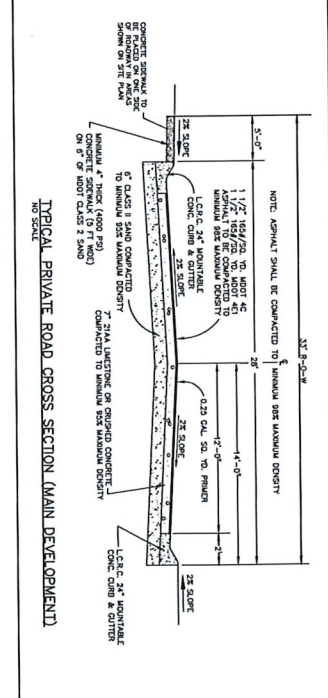 33' R-O-W
NOTE: ASPHALT SHALL BE COMPACTED TO MINIMUM 98% MAXIMUM DENSITY
℄
5'-0"
28'
14'-0"
12'-0"
2'
1 1/2" 165#/SQ. YD. MDOT 4C
1 1/2" 165#/SQ. YD. MDOT 4E1
ASPHALT TO BE COMPACTED TO
MINIMUM 98% MAXIMUM DENSITY
0.25 GAL. SQ. YD. PRIMER
L.C.R.C. 24" MOUNTABLE
CONC. CURB & GUTTER
2% SLOPE
2% SLOPE
2% SLOPE
2% SLOPE
CONCRETE SIDEWALK TO
BE PLACED ON ONE SIDE
OF ROADWAY IN AREAS
SHOWN ON SITE PLAN
MINIMUM 4" THICK (4000 PSI)
CONCRETE SIDEWALK (5 FT WIDE)
ON 6" OF MDOT CLASS 2 SAND
6" CLASS II SAND COMPACTED
TO MINIMUM 95% MAXIMUM DENSITY
7" 21AA LIMESTONE OR CRUSHED CONCRETE
COMPACTED TO MINIMUM 95% MAXIMUM DENSITY
L.C.R.C. 24" MOUNTABLE
CONC. CURB & GUTTER
TYPICAL PRIVATE ROAD CROSS SECTION (MAIN DEVELOPMENT)
NO SCALE